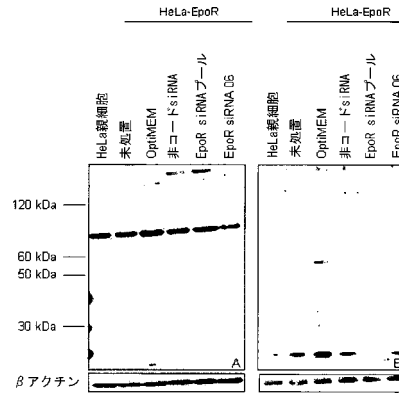 HeLa-EpoR
HeLa-EpoR
HeLa親細胞
未処置
OptiMEM
非コードsiRNA
EpoR siRNAプール
EpoR siRNA 06
HeLa親細胞
未処置
OptiMEM
非コードsiRNA
EpoR siRNAプール
EpoR siRNA 06
120 kDa
60 kDa
50 kDa
30 kDa
A
βアクチン